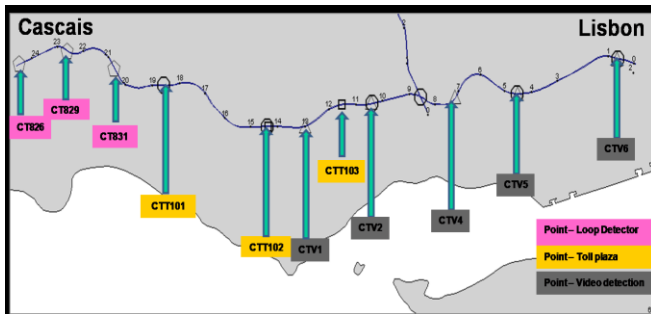 Cascais
Lisbon
24
23
22
21
20
19
18
17
16
15
14
12
11
10
9
8
7
6
5
4
3
2
1
0
CT826
CT829
CT831
CTT101
CTT102
CTV1
CTT103
CTV2
CTV4
CTV5
CTV6
Point– Loop Detector
Point– Toll plaza
Point– Video detection